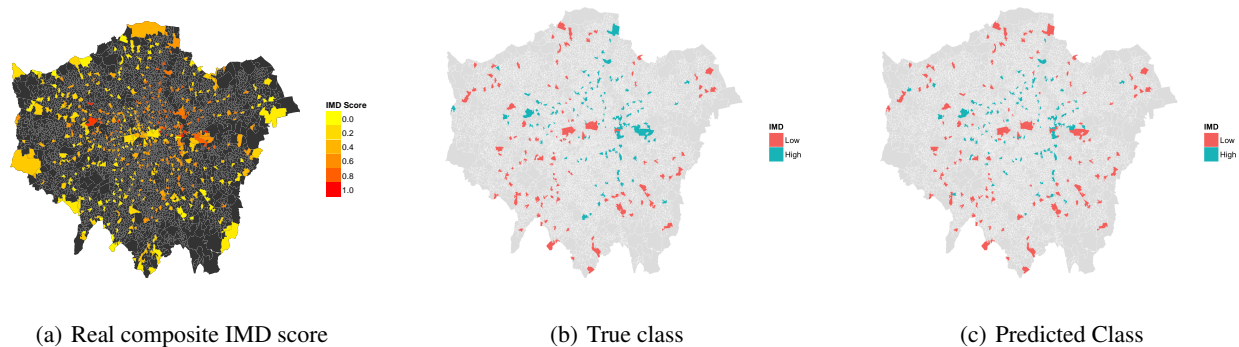 IMD Score
0.0
0.2
0.4
0.6
0.8
1.0
IMD
Low
High
IMD
Low
High
(a) Real composite IMD score
(b) True class
(c) Predicted Class